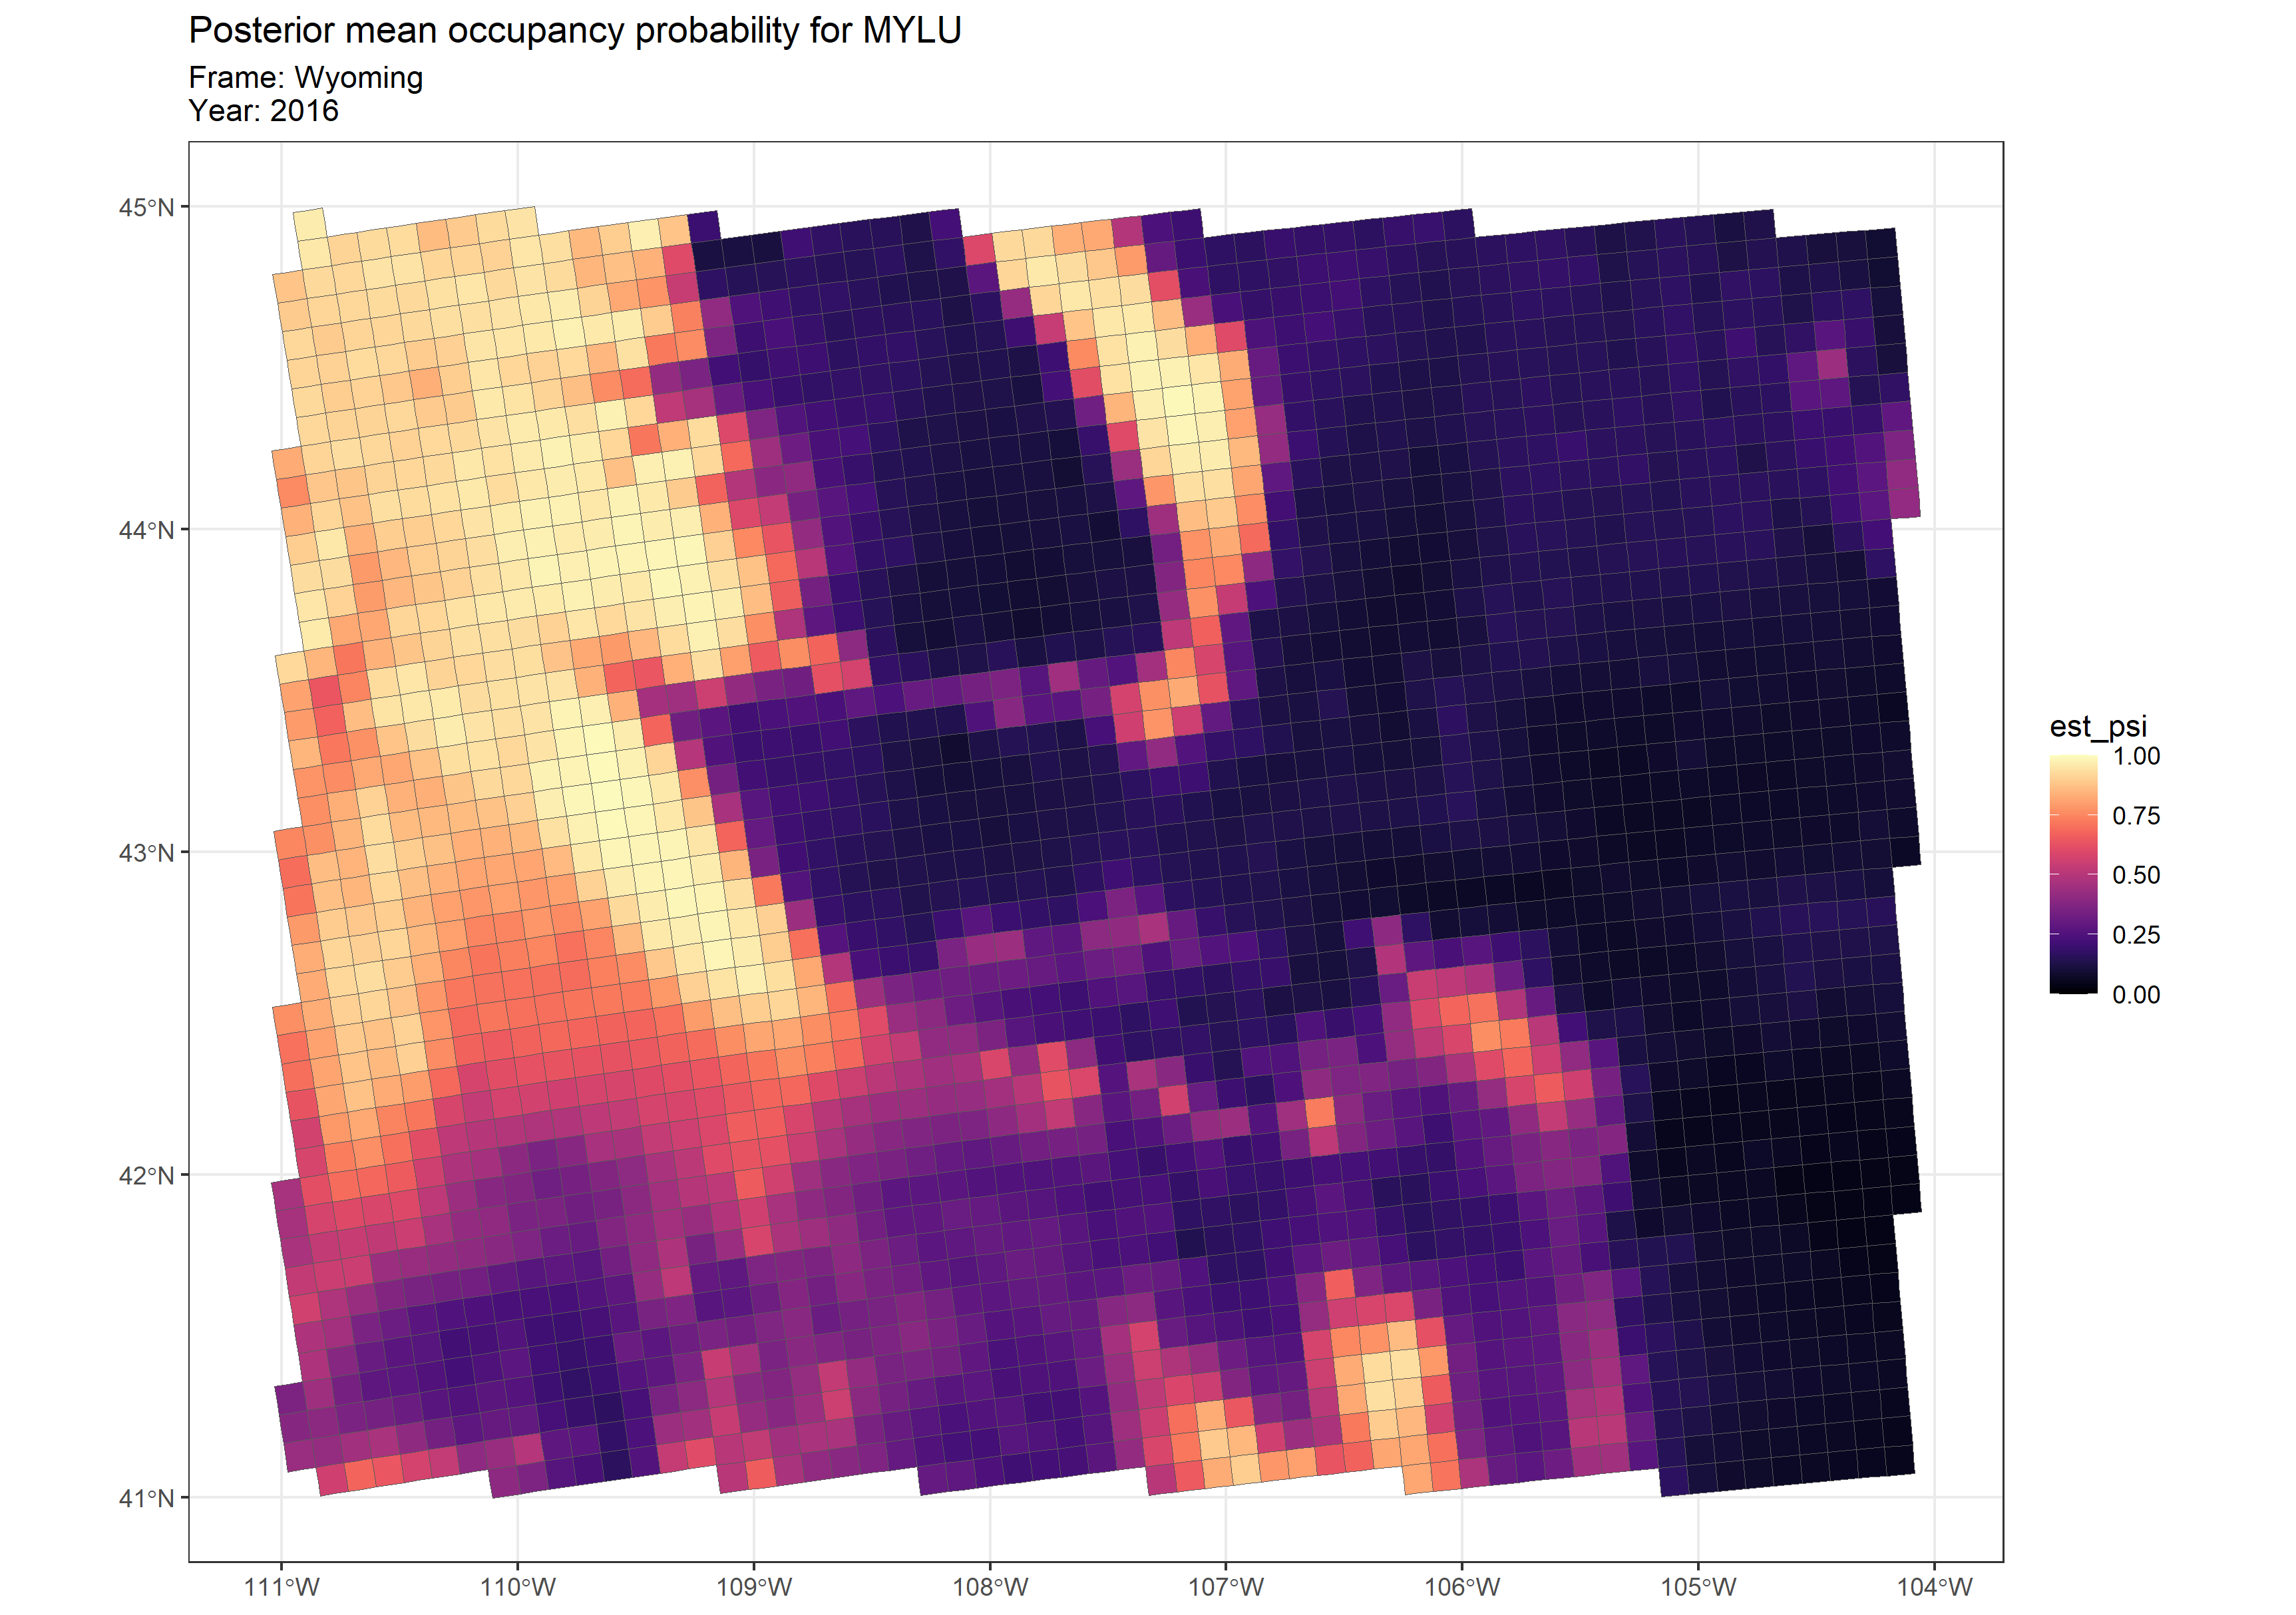 Posterior mean occupancy probability for MYLU
Frame: Wyoming
Year: 2016
45°N
44°N
43°N
42°N
41°N
111°W
110°W
109°W
108°W
107°W
106°W
105°W
104°W
est_psi
1.00
0.75
0.50
0.25
0.00